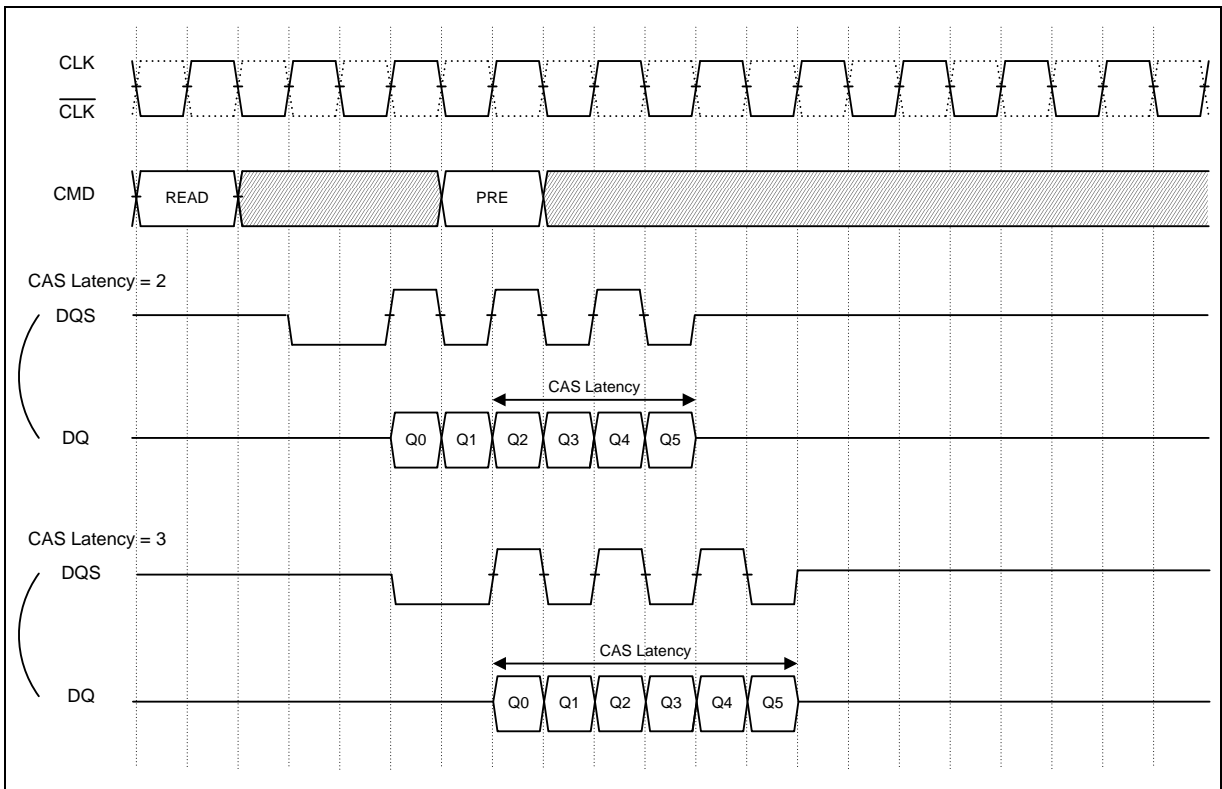 CLK
CLK
CMD READ PRE
CAS Latency = 2
DQS
CAS Latency
DQ Q0 Q1 Q2 Q3 Q4 Q5
CAS Latency = 3
DQS
CAS Latency
DQ Q0 Q1 Q2 Q3 Q4 Q5